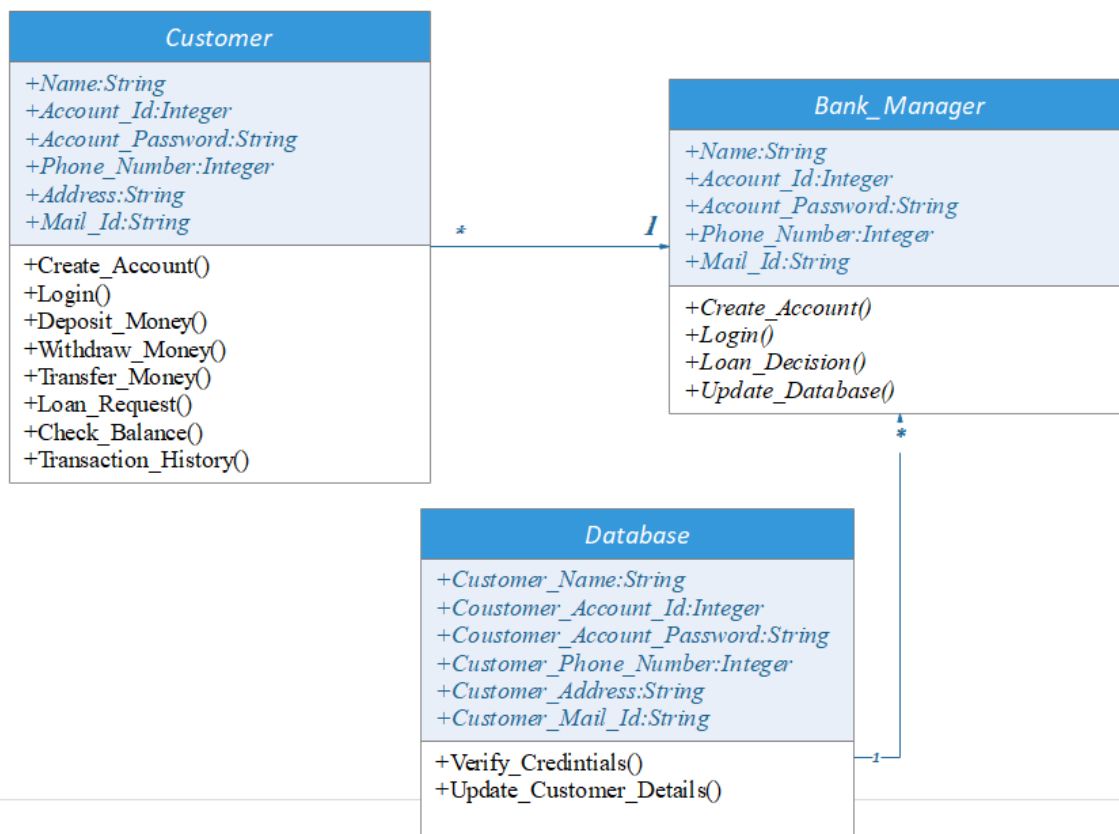 Customer
+Name:String
+Account_Id:Integer
+Account_Password:String
+Phone_Number:Integer
+Address:String
+Mail_Id:String
+Create_Account()
+Login()
+Deposit_Money()
+Withdraw_Money()
+Transfer_Money()
+Loan_Request()
+Check_Balance()
+Transaction_History()
* 1
Bank_Manager
+Name:String
+Account_Id:Integer
+Account_Password:String
+Phone_Number:Integer
+Mail_Id:String
+Create_Account()
+Login()
+Loan_Decision()
+Update_Database()
*
Database
+Customer_Name:String
+Coustomer_Account_Id:Integer
+Coustomer_Account_Password:String
+Customer_Phone_Number:Integer
+Customer_Address:String
+Customer_Mail_Id:String
+Verify_Credintials()
+Update_Customer_Details()
1